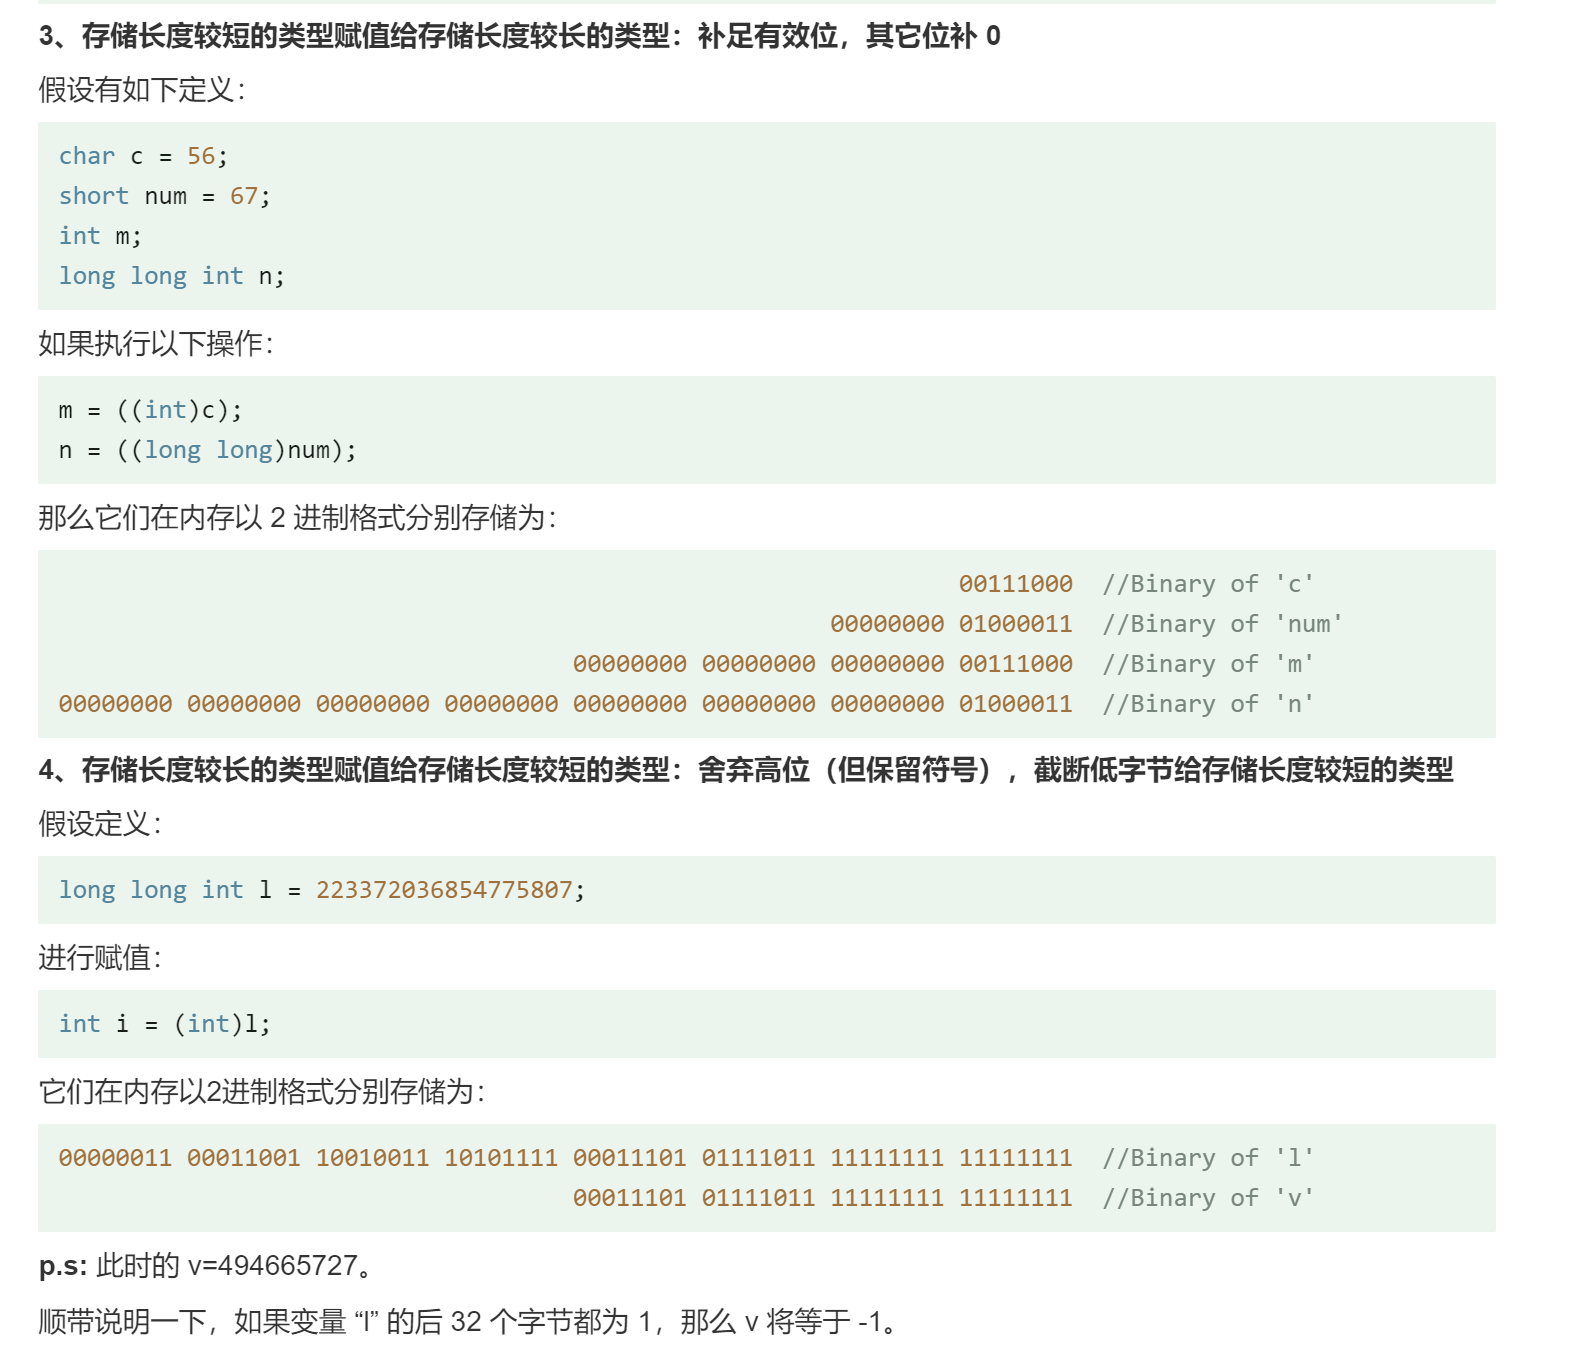 3、存储长度较短的类型赋值给存储长度较长的类型：补足有效位，其它位补 0
假设有如下定义：
char c = 56;
short num = 67;
int m;
long long int n;
如果执行以下操作：
m = ((int)c);
n = ((long long)num);
那么它们在内存以 2 进制格式分别存储为：
00111000  //Binary of 'c'
00000000 01000011  //Binary of 'num'
00000000 00000000 00000000 00111000  //Binary of 'm'
00000000 00000000 00000000 00000000 00000000 00000000 00000000 01000011  //Binary of 'n'
4、存储长度较长的类型赋值给存储长度较短的类型：舍弃高位（但保留符号），截断低字节给存储长度较短的类型
假设定义：
long long int l = 223372036854775807;
进行赋值：
int i = (int)l;
它们在内存以2进制格式分别存储为：
00000011 00011001 10010011 10101111 00011101 01111011 11111111 11111111  //Binary of 'l'
00011101 01111011 11111111 11111111  //Binary of 'v'
p.s: 此时的 v=494665727。
顺带说明一下，如果变量 “l” 的后 32 个字节都为 1，那么 v 将等于 -1。